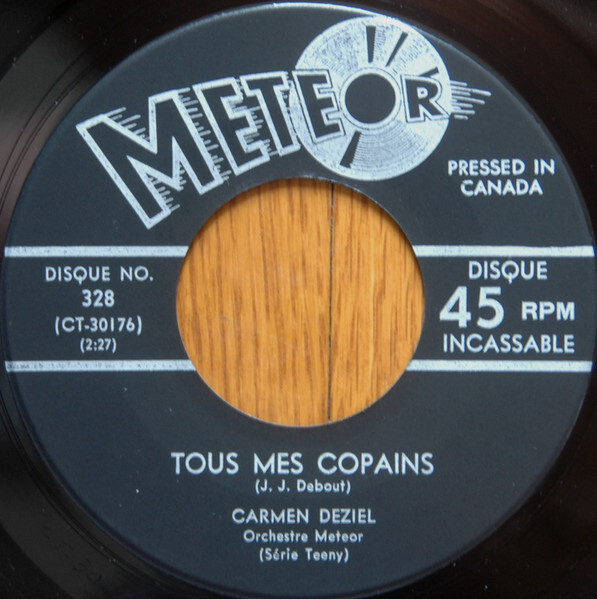 METEOR
PRESSED IN
CANADA
DISQUE NO.
328
(CT-30176)
(2:27)
DISQUE
45 RPM
INCASSABLE
TOUS MES COPAINS
(J. J. Debout)
CARMEN DEZIEL
Orchestre Meteor
(Série Teeny)